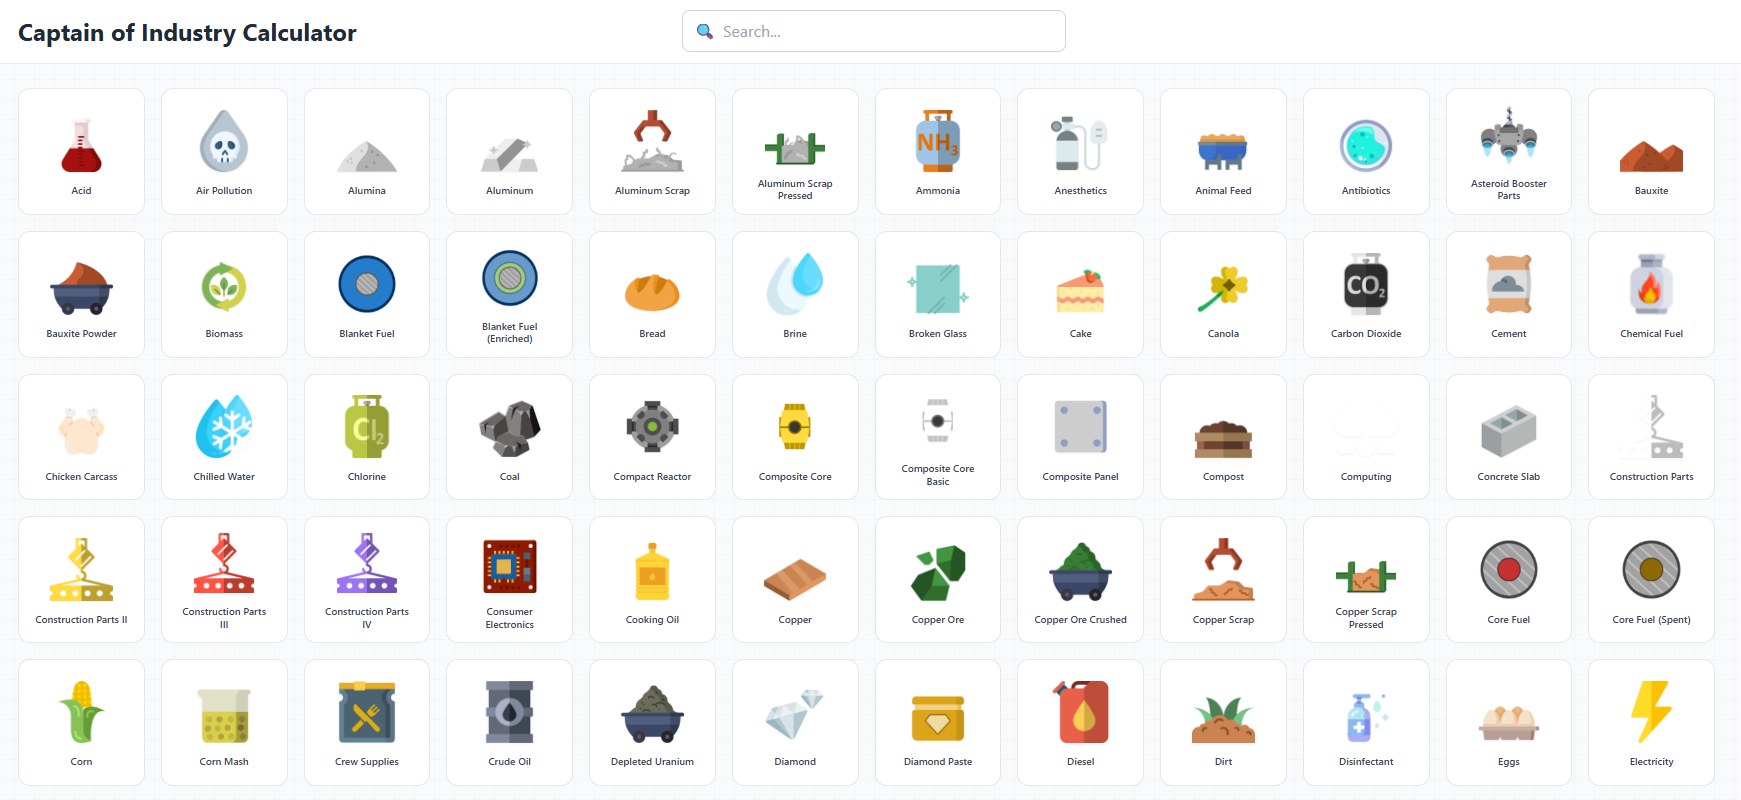 Captain of Industry Calculator
Search...
Acid
Air Pollution
Alumina
Aluminum
Aluminum Scrap
Aluminum Scrap
Pressed
NH3
Ammonia
Anesthetics
Animal Feed
Antibiotics
Asteroid Booster
Parts
Bauxite
Bauxite Powder
Biomass
Blanket Fuel
Blanket Fuel
(Enriched)
Bread
Brine
Broken Glass
Cake
Canola
CO2
Carbon Dioxide
Cement
Chemical Fuel
Chicken Carcass
Chilled Water
Cl2
Chlorine
Coal
Compact Reactor
Composite Core
Composite Core
Basic
Composite Panel
Compost
Computing
Concrete Slab
Construction Parts
Construction Parts II
Construction Parts
III
Construction Parts
IV
Consumer
Electronics
Cooking Oil
Copper
Copper Ore
Copper Ore Crushed
Copper Scrap
Copper Scrap
Pressed
Core Fuel
Core Fuel (Spent)
Corn
Corn Mash
Crew Supplies
Crude Oil
Depleted Uranium
Diamond
Diamond Paste
Diesel
Dirt
Disinfectant
Eggs
Electricity